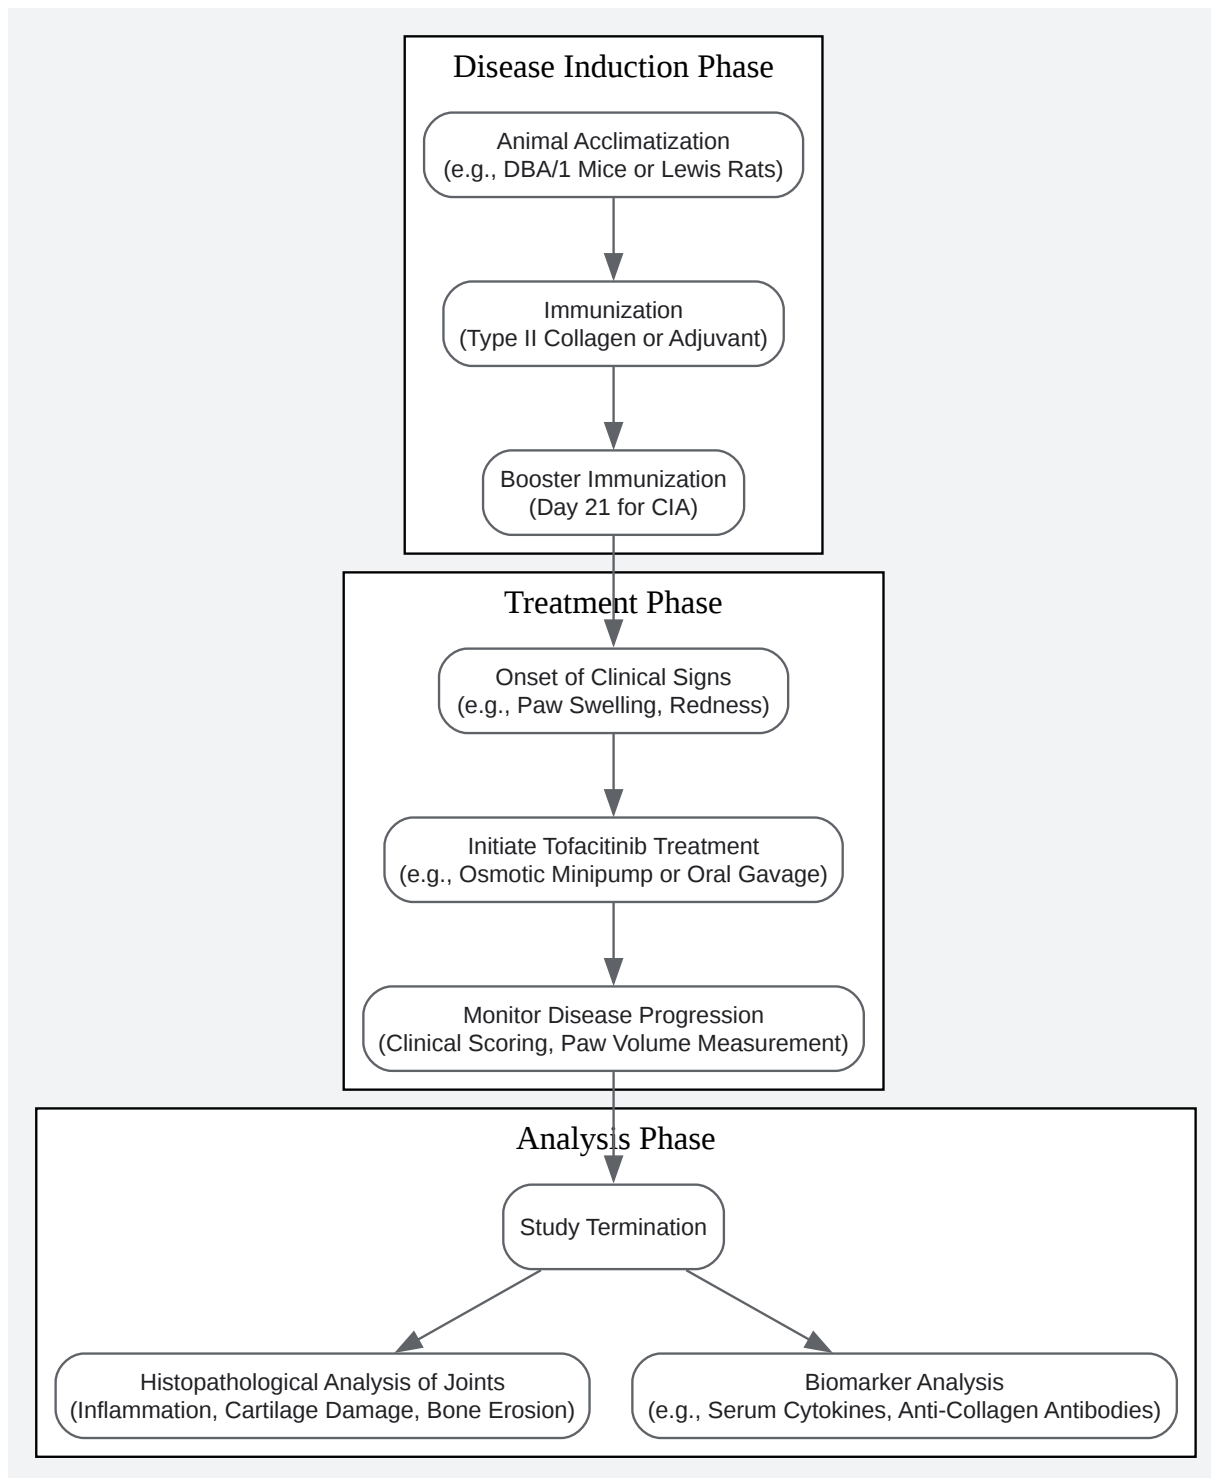 Disease Induction Phase
Animal Acclimatization
(e.g., DBA/1 Mice or Lewis Rats)
Immunization
(Type II Collagen or Adjuvant)
Booster Immunization
(Day 21 for CIA)
Treatment Phase
Onset of Clinical Signs
(e.g., Paw Swelling, Redness)
Initiate Tofacitinib Treatment
(e.g., Osmotic Minipump or Oral Gavage)
Monitor Disease Progression
(Clinical Scoring, Paw Volume Measurement)
Analysis Phase
Study Termination
Histopathological Analysis of Joints
(Inflammation, Cartilage Damage, Bone Erosion)
Biomarker Analysis
(e.g., Serum Cytokines, Anti-Collagen Antibodies)